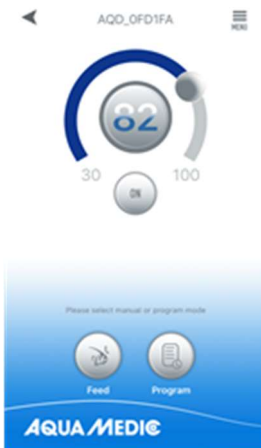 AQD_0FD1FA
MENU
82
30
100
ON
Please select manual or program mode
Feed
Program
AQUA MEDIC